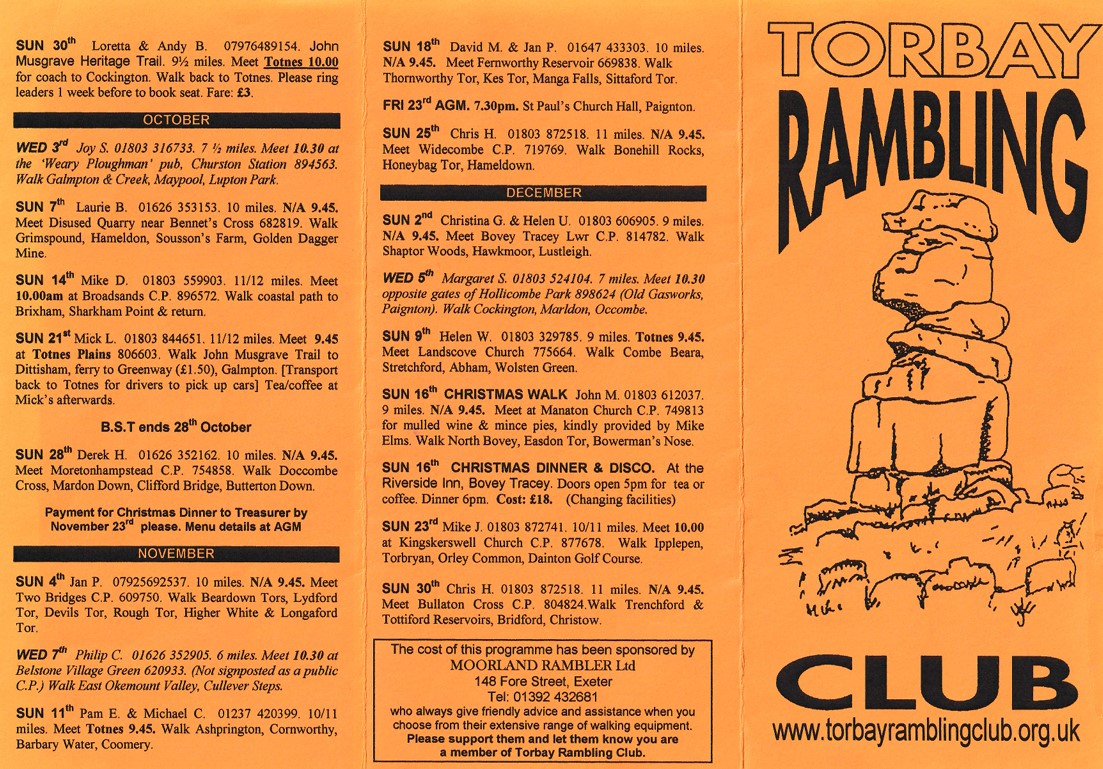 SUN 30th Loretta & Andy B. 07976489154. John
Musgrave Heritage Trail. 9½ miles. Meet Totnes 10.00
for coach to Cockington. Walk back to Totnes. Please ring
leaders 1 week before to book seat. Fare: £3.
OCTOBER
WED 3rd Joy S. 01803 316733. 7 ½ miles. Meet 10.30 at
the 'Weary Ploughman' pub, Churston Station 894563.
Walk Galmpton & Creek, Maypool, Lupton Park.
SUN 7th Laurie B. 01626 353153. 10 miles. N/A 9.45.
Meet Disused Quarry near Bennet's Cross 682819. Walk
Grimspound, Hameldon, Sousson's Farm, Golden Dagger
Mine.
SUN 14th Mike D. 01803 559903. 11/12 miles. Meet
10.00am at Broadsands C.P. 896572. Walk coastal path to
Brixham, Sharkham Point & return.
SUN 21st Mick L. 01803 844651. 11/12 miles. Meet 9.45
at Totnes Plains 806603. Walk John Musgrave Trail to
Dittisham, ferry to Greenway (£1.50), Galmpton. [Transport
back to Totnes for drivers to pick up cars] Tea/coffee at
Mick's afterwards.
B.S.T ends 28th October
SUN 28th Derek H. 01626 352162. 10 miles. N/A 9.45.
Meet Moretonhampstead C.P. 754858. Walk Doccombe
Cross, Mardon Down, Clifford Bridge, Butterton Down.
Payment for Christmas Dinner to Treasurer by
November 23rd please. Menu details at AGM
NOVEMBER
SUN 4th Jan P. 07925692537. 10 miles. N/A 9.45. Meet
Two Bridges C.P. 609750. Walk Beardown Tors, Lydford
Tor, Devils Tor, Rough Tor, Higher White & Longaford
Tor.
WED 7th Philip C. 01626 352905. 6 miles. Meet 10.30 at
Belstone Village Green 620933. (Not signposted as a public
C.P.) Walk East Okemount Valley, Cullever Steps.
SUN 11th Pam E. & Michael C. 01237 420399. 10/11
miles. Meet Totnes 9.45. Walk Ashprington, Cornworthy,
Barbary Water, Coomery.
SUN 18th David M. & Jan P. 01647 433303. 10 miles.
N/A 9.45. Meet Fernworthy Reservoir 669838. Walk
Thornworthy Tor, Kes Tor, Manga Falls, Sittaford Tor.
FRI 23rd AGM. 7.30pm. St Paul's Church Hall, Paignton.
SUN 25th Chris H. 01803 872518. 11 miles. N/A 9.45.
Meet Widecombe C.P. 719769. Walk Bonehill Rocks,
Honeybag Tor, Hameldown.
DECEMBER
SUN 2nd Christina G. & Helen U. 01803 606905. 9 miles.
N/A 9.45. Meet Bovey Tracey Lwr C.P. 814782. Walk
Shaptor Woods, Hawkmoor, Lustleigh.
WED 5th Margaret S. 01803 524104. 7 miles. Meet 10.30
opposite gates of Hollicombe Park 898624 (Old Gasworks,
Paignton). Walk Cockington, Marldon, Occombe.
SUN 9th Helen W. 01803 329785. 9 miles. Totnes 9.45.
Meet Landscove Church 775664. Walk Combe Beara,
Stretchford, Abham, Wolsten Green.
SUN 16th CHRISTMAS WALK John M. 01803 612037.
9 miles. N/A 9.45. Meet at Manaton Church C.P. 749813
for mulled wine & mince pies, kindly provided by Mike
Elms. Walk North Bovey, Easdon Tor, Bowerman's Nose.
SUN 16th CHRISTMAS DINNER & DISCO. At the
Riverside Inn, Bovey Tracey. Doors open 5pm for tea or
coffee. Dinner 6pm. Cost: £18. (Changing facilities)
SUN 23rd Mike J. 01803 872741. 10/11 miles. Meet 10.00
at Kingskerswell Church C.P. 877678. Walk Ipplepen,
Torbryan, Orley Common, Dainton Golf Course.
SUN 30th Chris H. 01803 872518. 11 miles. N/A 9.45.
Meet Bullaton Cross C.P. 804824.Walk Trenchford &
Tottiford Reservoirs, Bridford, Christow.
The cost of this programme has been sponsored by
MOORLAND RAMBLER Ltd
148 Fore Street, Exeter
Tel: 01392 432681
who always give friendly advice and assistance when you
choose from their extensive range of walking equipment.
Please support them and let them know you are
a member of Torbay Rambling Club.
TORBAY
RAMBLING
CLUB
www.torbayramblingclub.org.uk